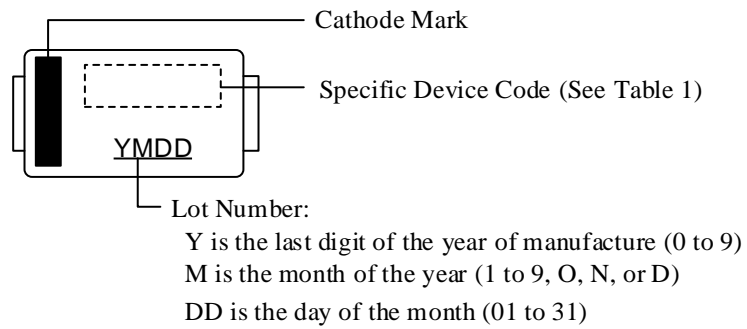 Cathode Mark
Specific Device Code (See Table 1)
YMDD
Lot Number:
Y is the last digit of the year of manufacture (0 to 9)
M is the month of the year (1 to 9, O, N, or D)
DD is the day of the month (01 to 31)